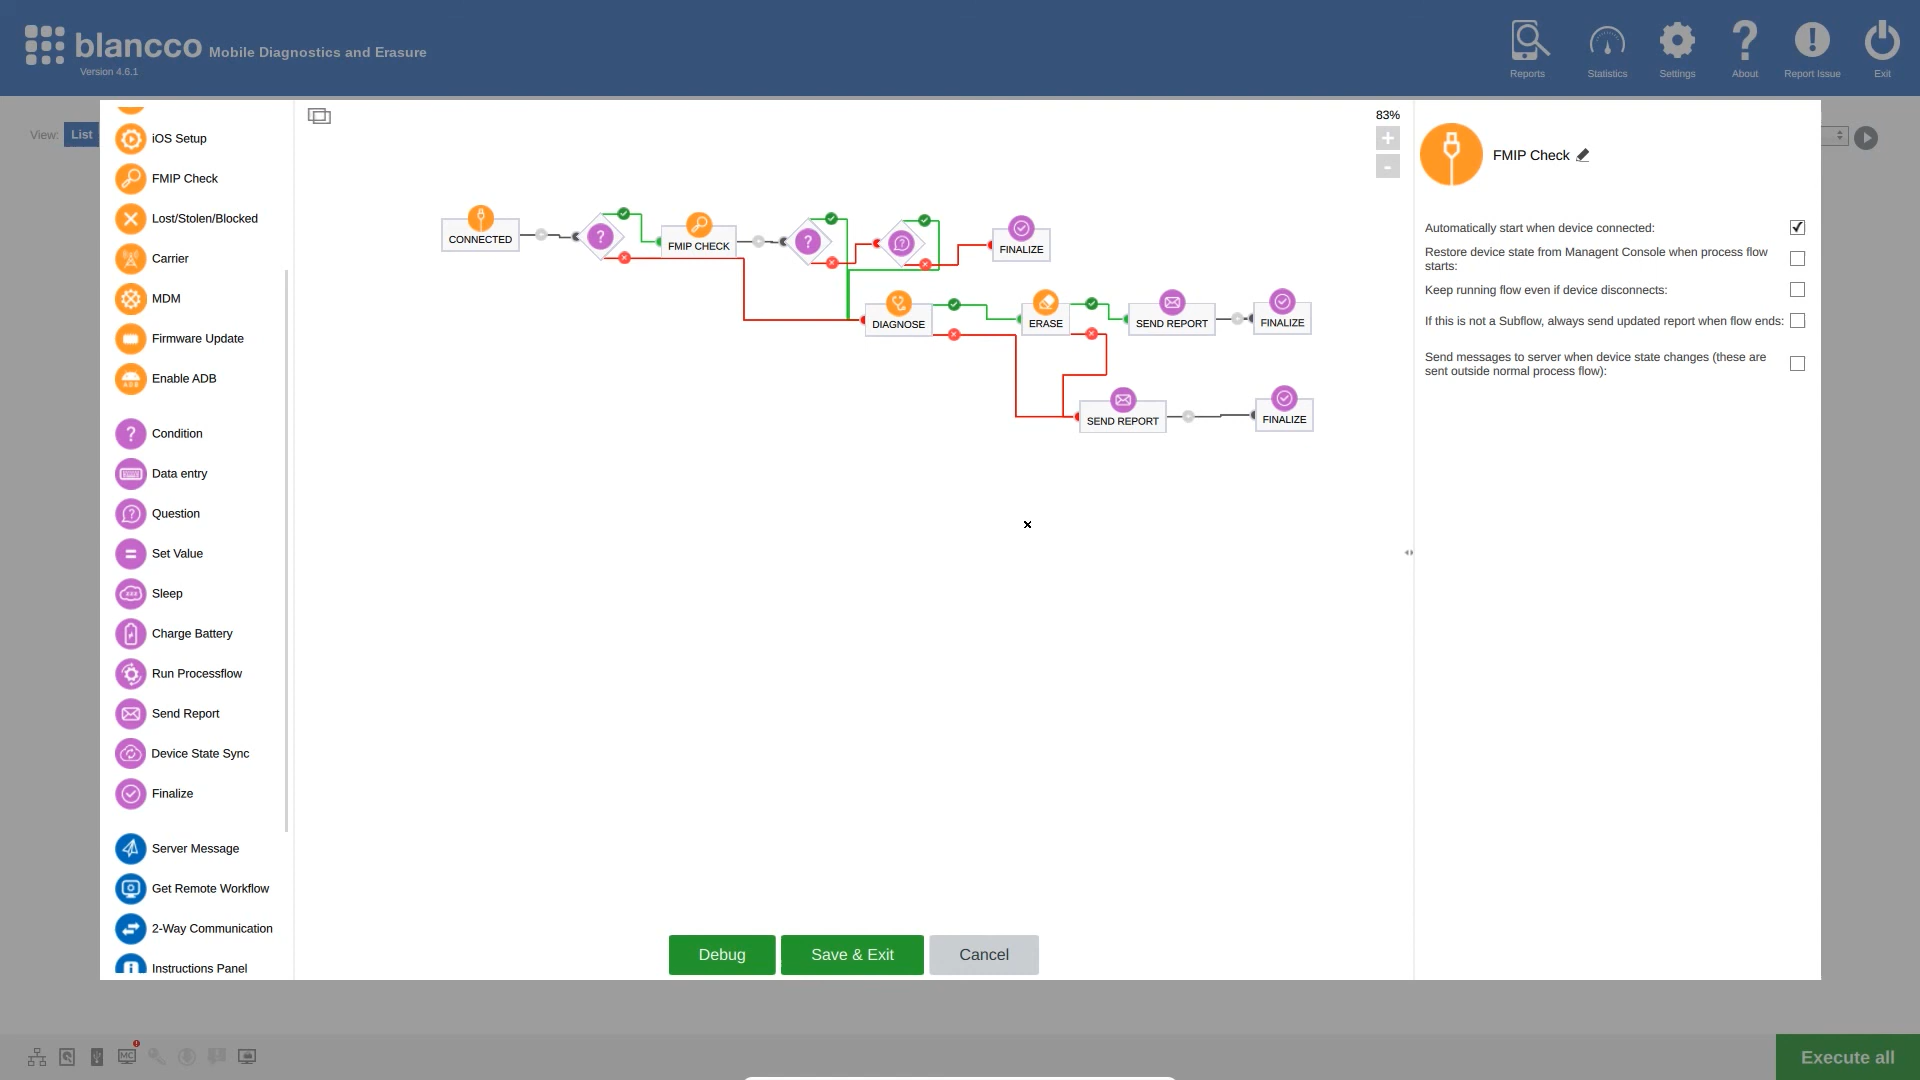 blancco Mobile Diagnostics and Erasure
Version 4.6.1
Reports
Statistics
Settings
About
Report Issue
Exit
View: List
iOS Setup
FMIP Check
Lost/Stolen/Blocked
Carrier
MDM
Firmware Update
Enable ADB
Condition
Data entry
Question
Set Value
Sleep
Charge Battery
Run Processflow
Send Report
Device State Sync
Finalize
Server Message
Get Remote Workflow
2-Way Communication
Instructions Panel
83%
+
-
CONNECTED
FMIP CHECK
FINALIZE
DIAGNOSE
ERASE
SEND REPORT
FINALIZE
SEND REPORT
FINALIZE
Debug
Save & Exit
Cancel
FMIP Check
Automatically start when device connected:
Restore device state from Managent Console when process flow
starts:
Keep running flow even if device disconnects:
If this is not a Subflow, always send updated report when flow ends:
Send messages to server when device state changes (these are
sent outside normal process flow):
MC
Execute all